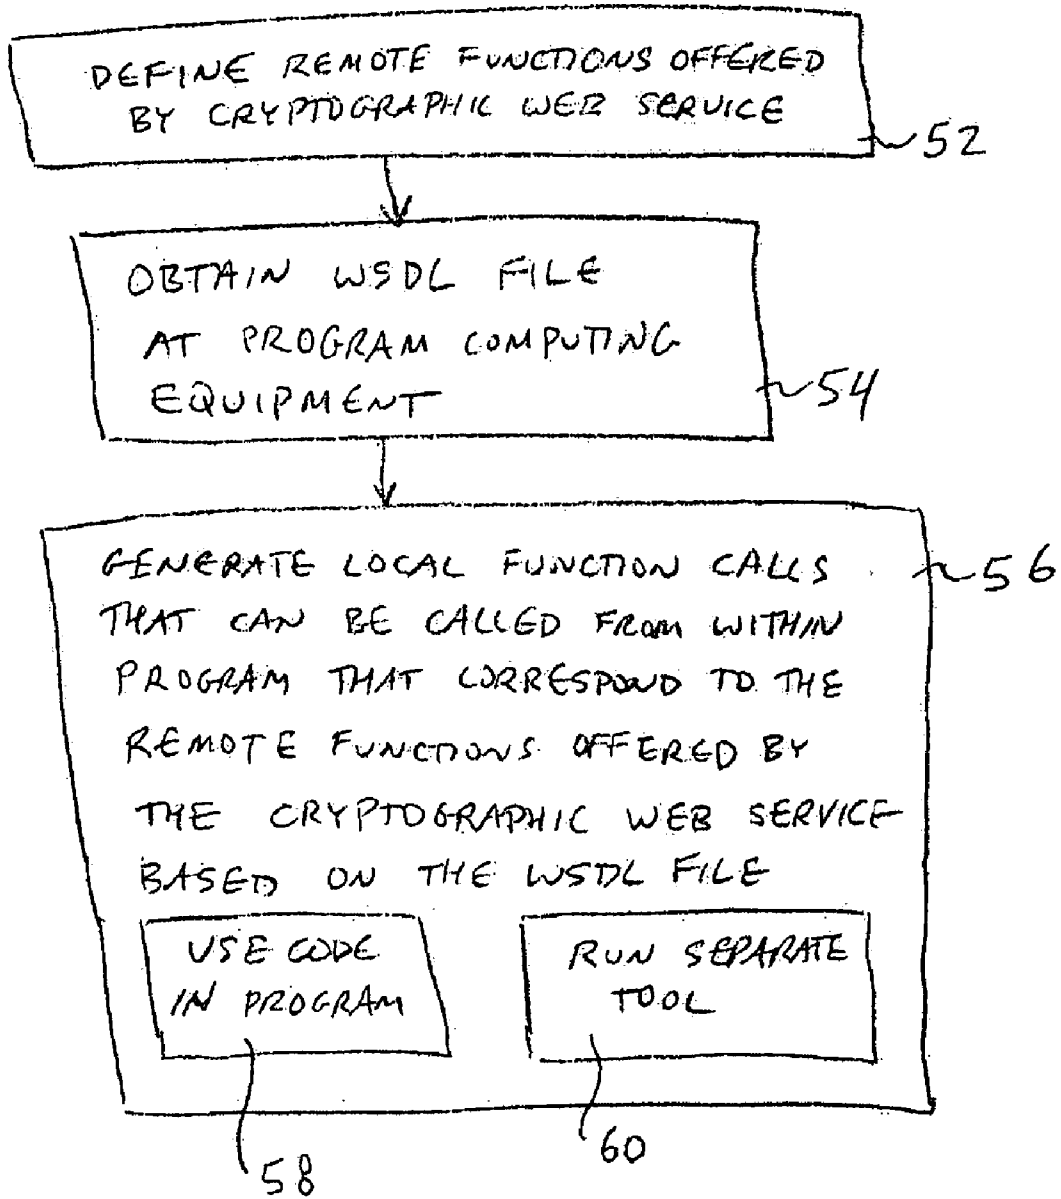 DEFINE REMOTE FUNCTIONS OFFERED
BY CRYPTOGRAPHIC WEB SERVICE
52
OBTAIN WSDL FILE
AT PROGRAM COMPUTING
EQUIPMENT
54
GENERATE LOCAL FUNCTION CALLS
56
THAT CAN BE CALLED FROM WITHIN
PROGRAM THAT CORRESPOND TO THE
REMOTE FUNCTIONS OFFERED BY
THE CRYPTOGRAPHIC WEB SERVICE
BASED ON THE WSDL FILE
USE CODE
IN PROGRAM
RUN SEPARATE
TOOL
58
60